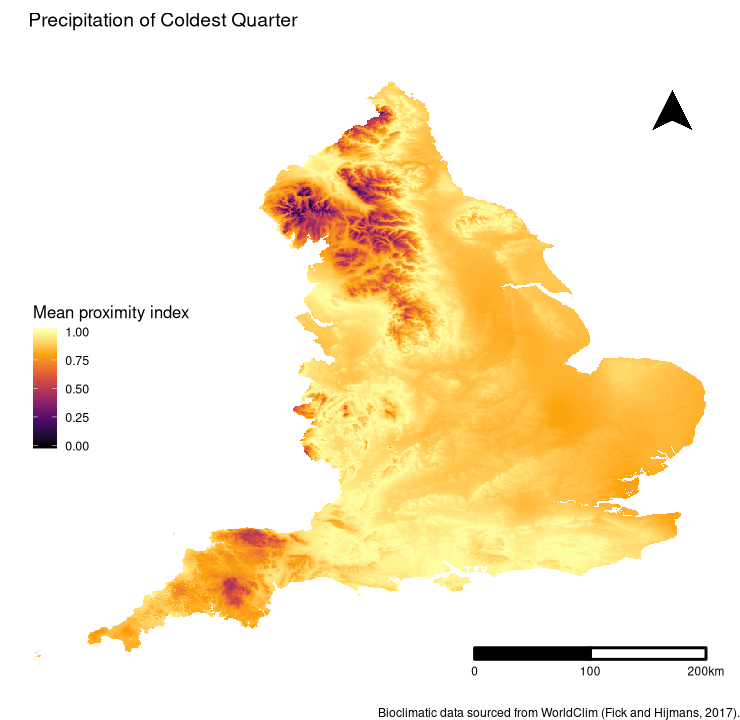 Precipitation of Coldest Quarter
Mean proximity index
1.00
0.75
0.50
0.25
0.00
0 100 200km
Bioclimatic data sourced from WorldClim (Fick and Hijmans, 2017).